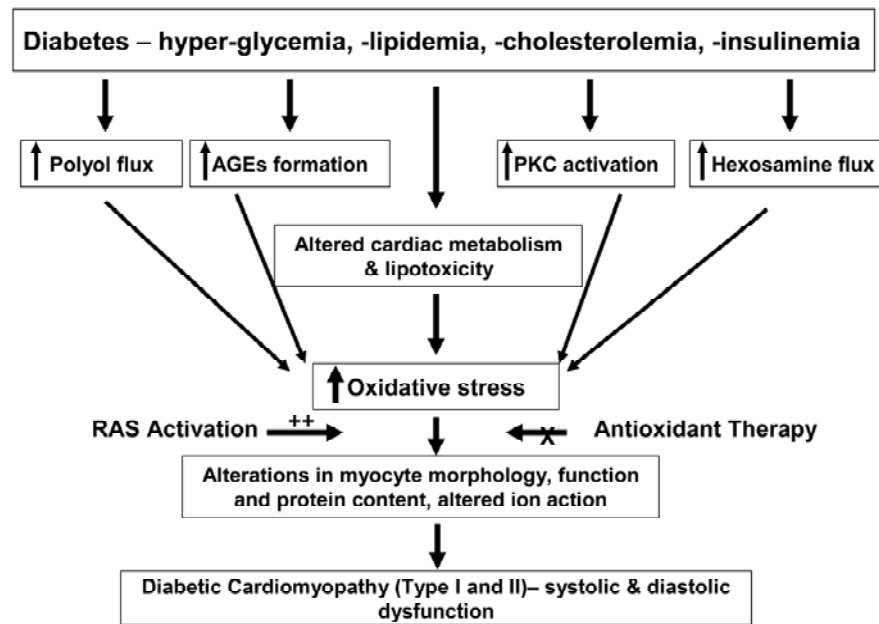 Diabetes – hyper-glycemia, -lipidemia, -cholesterolemia, -insulinemia
Polyol flux
AGEs formation
PKC activation
Hexosamine flux
Altered cardiac metabolism
& lipotoxicity
Oxidative stress
RAS Activation
++
X
Antioxidant Therapy
Alterations in myocyte morphology, function
and protein content, altered ion action
Diabetic Cardiomyopathy (Type I and II)– systolic & diastolic
dysfunction